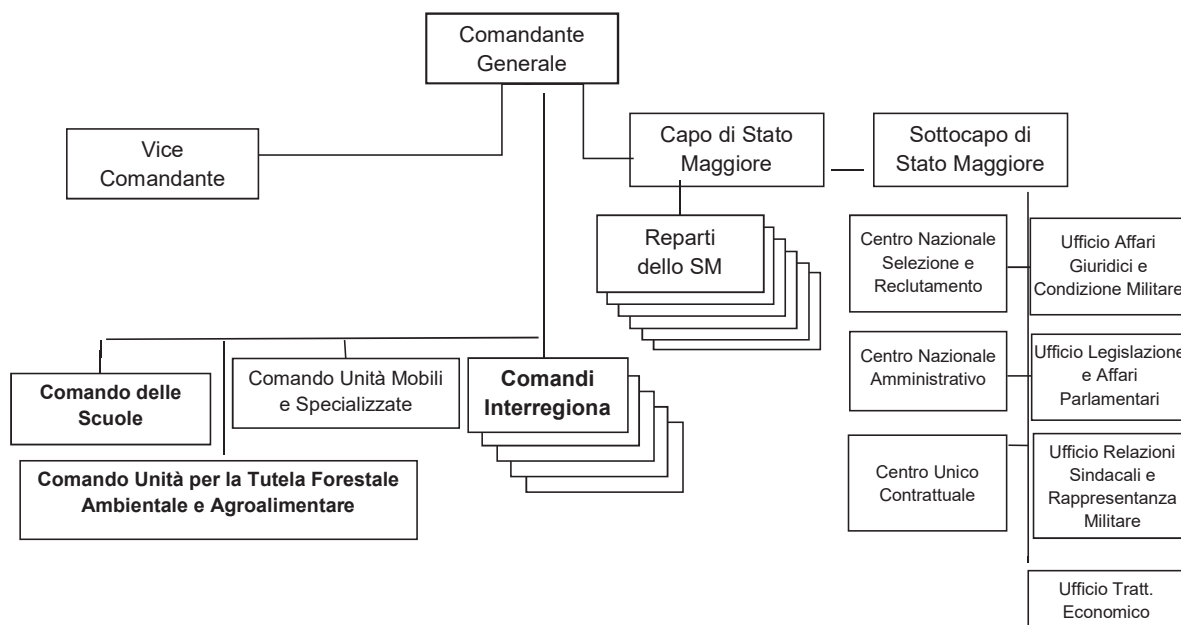 Comandante
Generale
Vice
Comandante
Capo di Stato
Maggiore
Sottocapo di
Stato Maggiore
Reparti
dello SM
Centro Nazionale
Selezione e
Reclutamento
Ufficio Affari
Giuridici e
Condizione Militare
Centro Nazionale
Amministrativo
Ufficio Legislazione
e Affari
Parlamentari
Centro Unico
Contrattuale
Ufficio Relazioni
Sindacali e
Rappresentanza
Militare
Ufficio Tratt.
Economico
Comando delle
Scuole
Comando Unità Mobili
e Specializzate
Comandi
Interregiona
Comando Unità per la Tutela Forestale
Ambientale e Agroalimentare